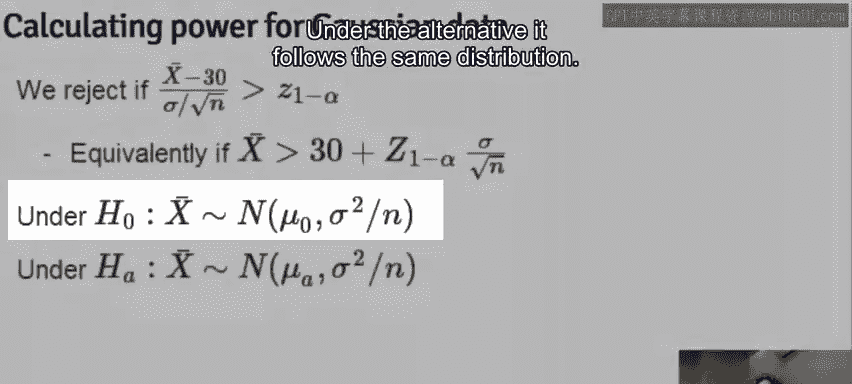 Calculating power for Gaussian data
Under the alternative it
follows the same distribution.
We reject if $\frac{\bar{X}-30}{\sigma/\sqrt{n}} > z_{1-\alpha}$
- Equivalently if $\bar{X} > 30 + Z_{1-\alpha} \frac{\sigma}{\sqrt{n}}$
Under $H_0 : \bar{X} \sim N(\mu_0, \sigma^2/n)$
Under $H_a : \bar{X} \sim N(\mu_a, \sigma^2/n)$